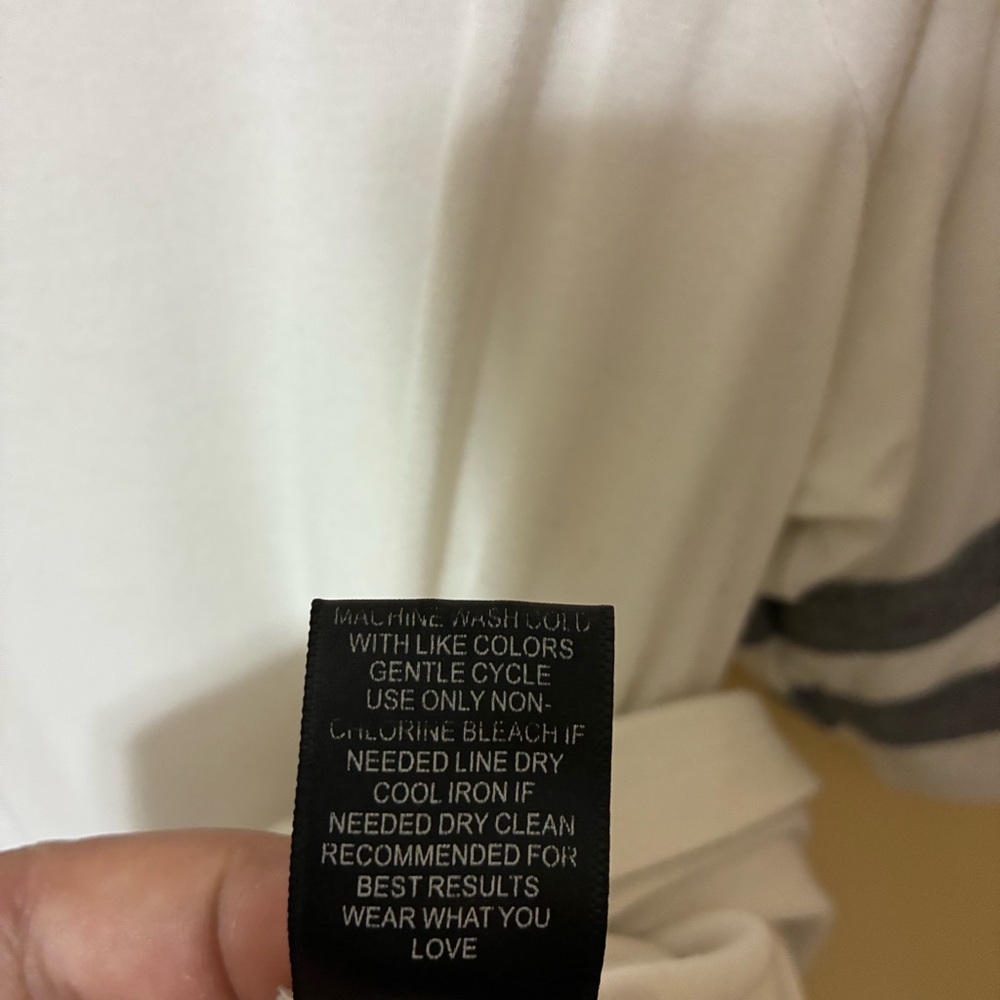 MACHINE WASH COLD
WITH LIKE COLORS
GENTLE CYCLE
USE ONLY NON-
CHLORINE BLEACH IF
NEEDED LINE DRY
COOL IRON IF
NEEDED DRY CLEAN
RECOMMENDED FOR
BEST RESULTS
WEAR WHAT YOU
LOVE